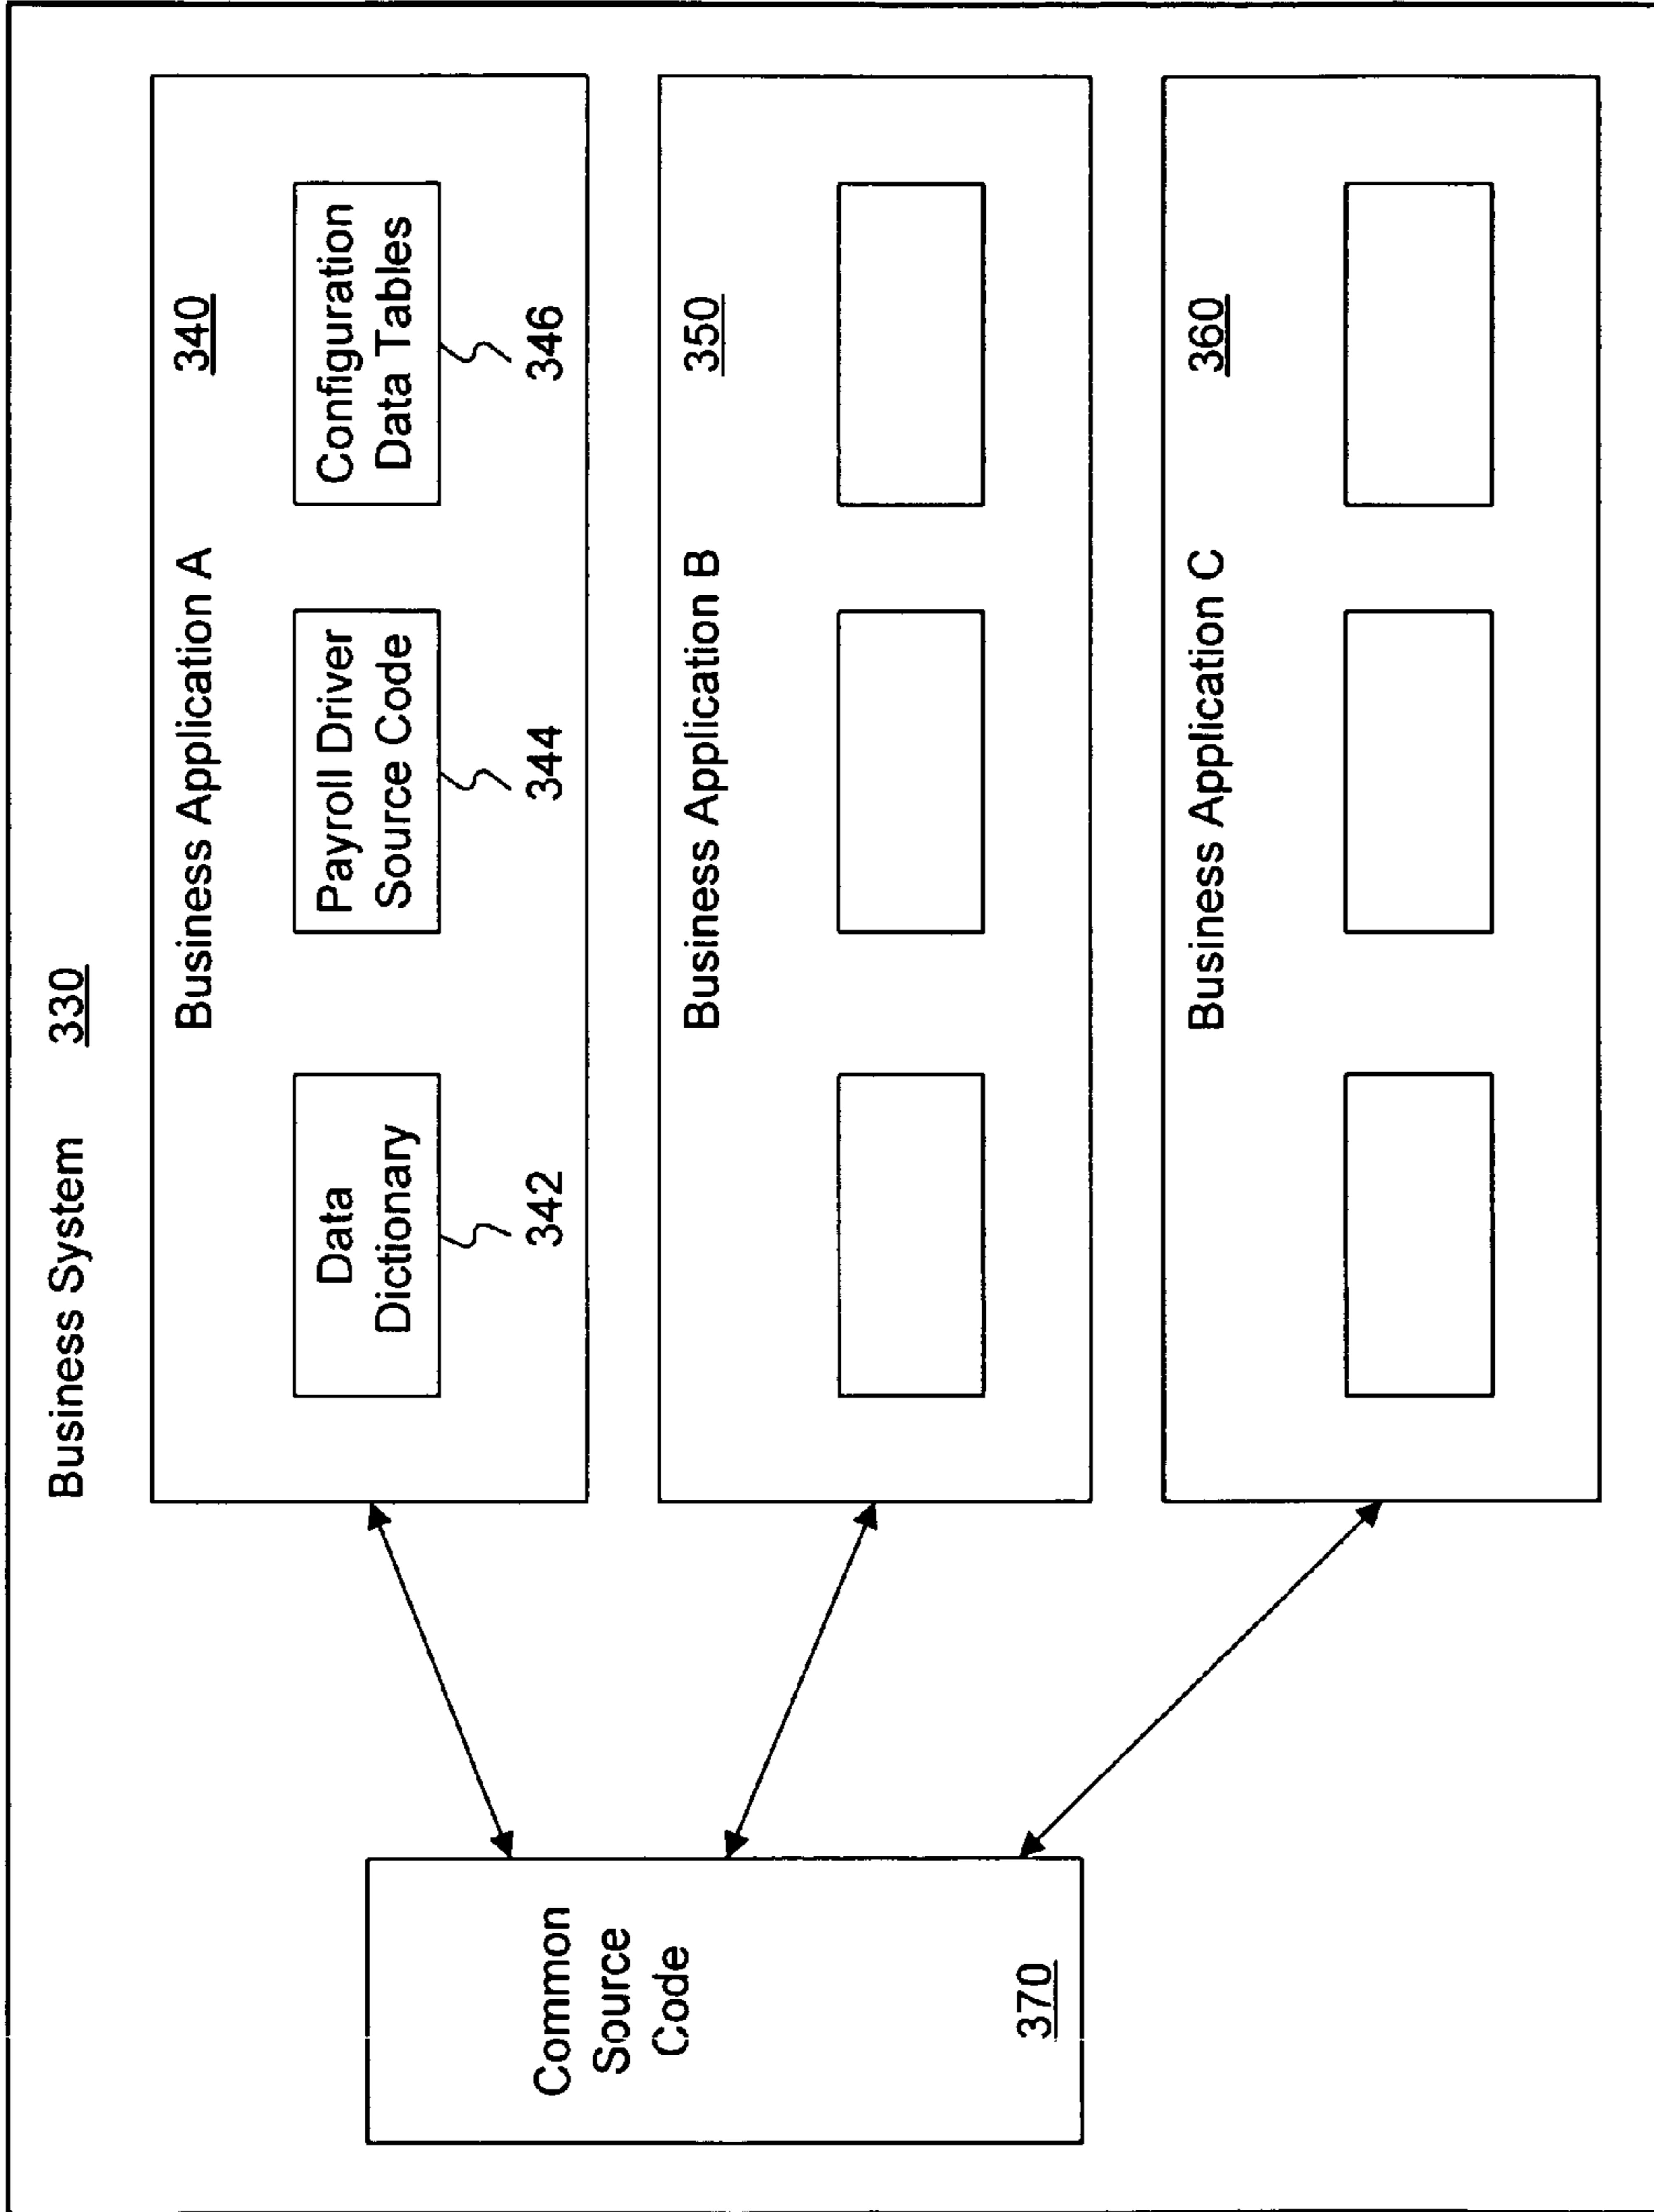 Business System 330
Common
Source
Code
370
Business Application A 340
Data
Dictionary
342
Payroll Driver
Source Code
344
Configuration
Data Tables
346
Business Application B 350
Business Application C 360